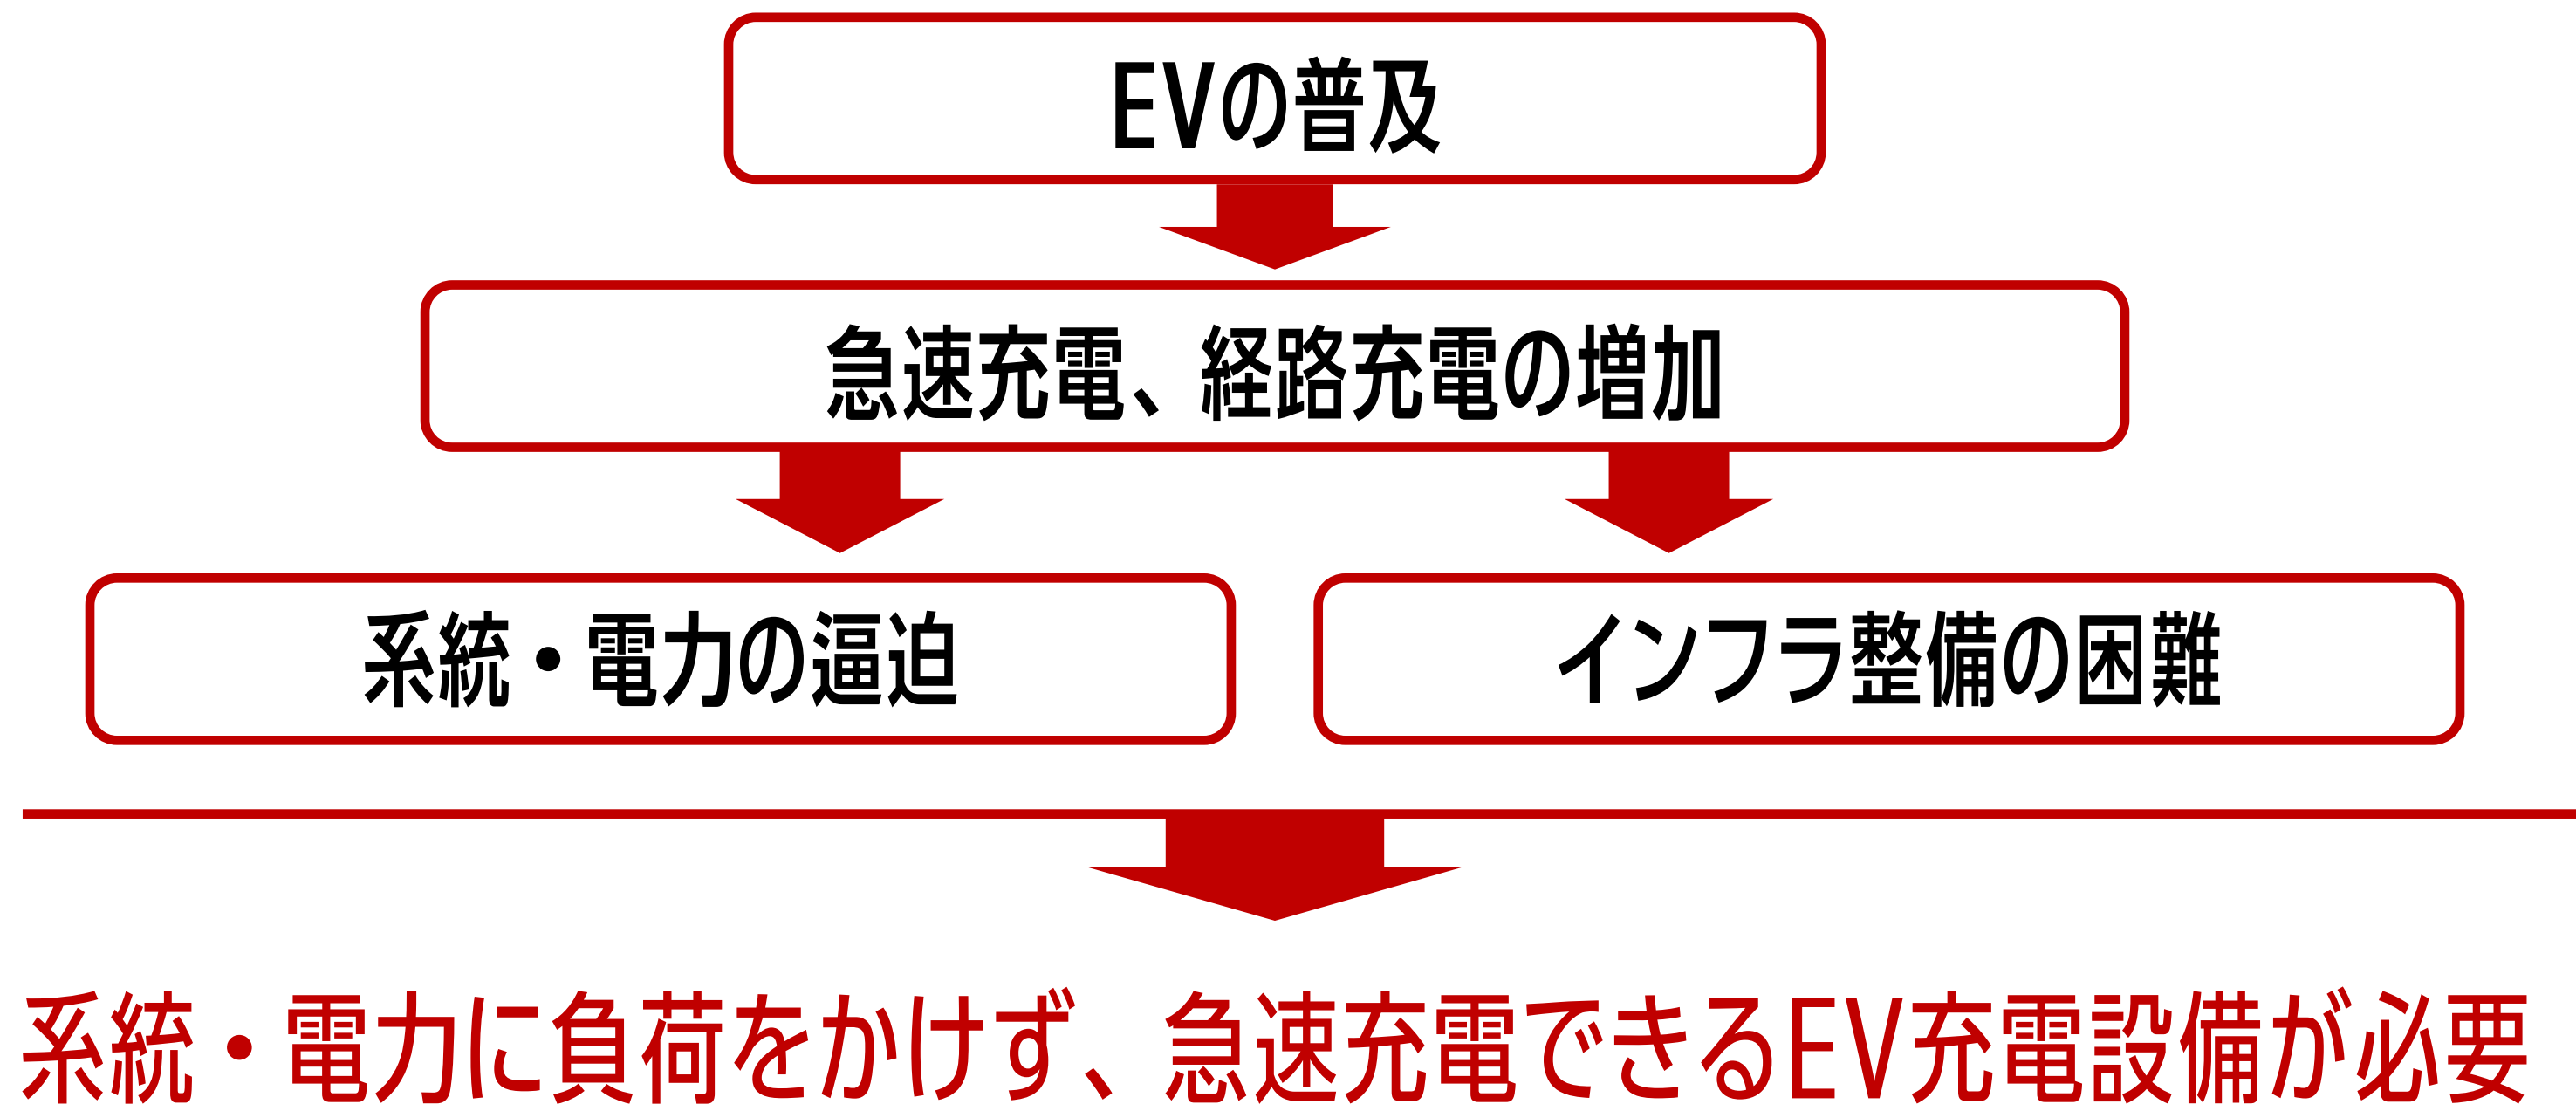 EVの普及
急速充電、経路充電の増加
系統・電力の逼迫
インフラ整備の困難
系統・電力に負荷をかけず、急速充電できるEV充電設備が必要